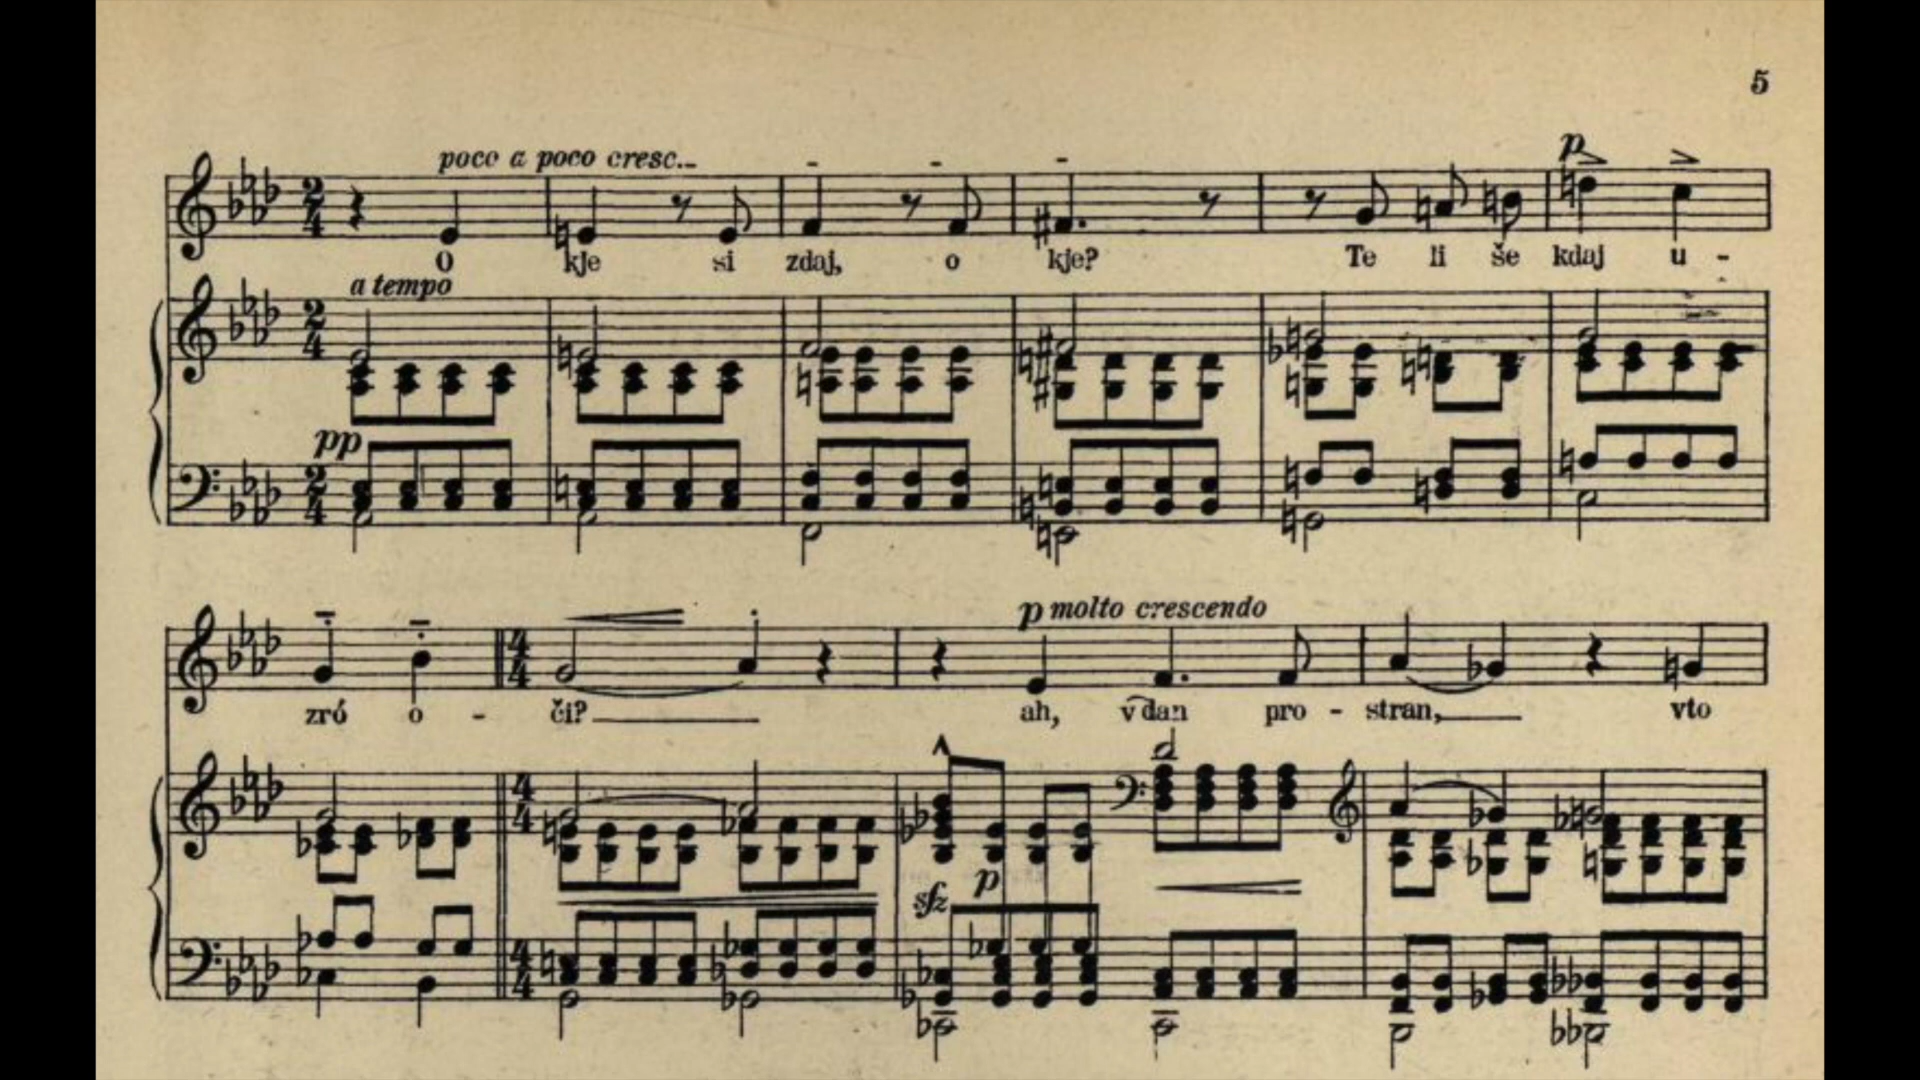 5
poco a poco cresc...
p
O kje si zdaj, o kje? Te li še kdaj u -
a tempo
pp
p molto crescendo
zró o - či? ah, v dan pro - stran, vto
sfz p